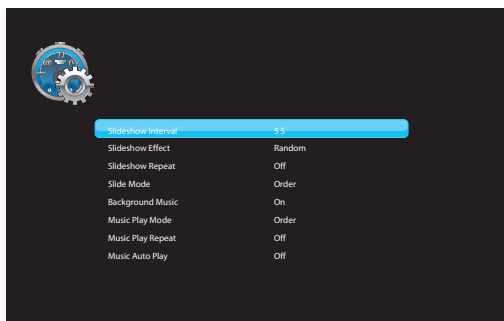 Slideshow Interval 5 S
Slideshow Effect Random
Slideshow Repeat Off
Slide Mode Order
Background Music On
Music Play Mode Order
Music Play Repeat Off
Music Auto Play Off